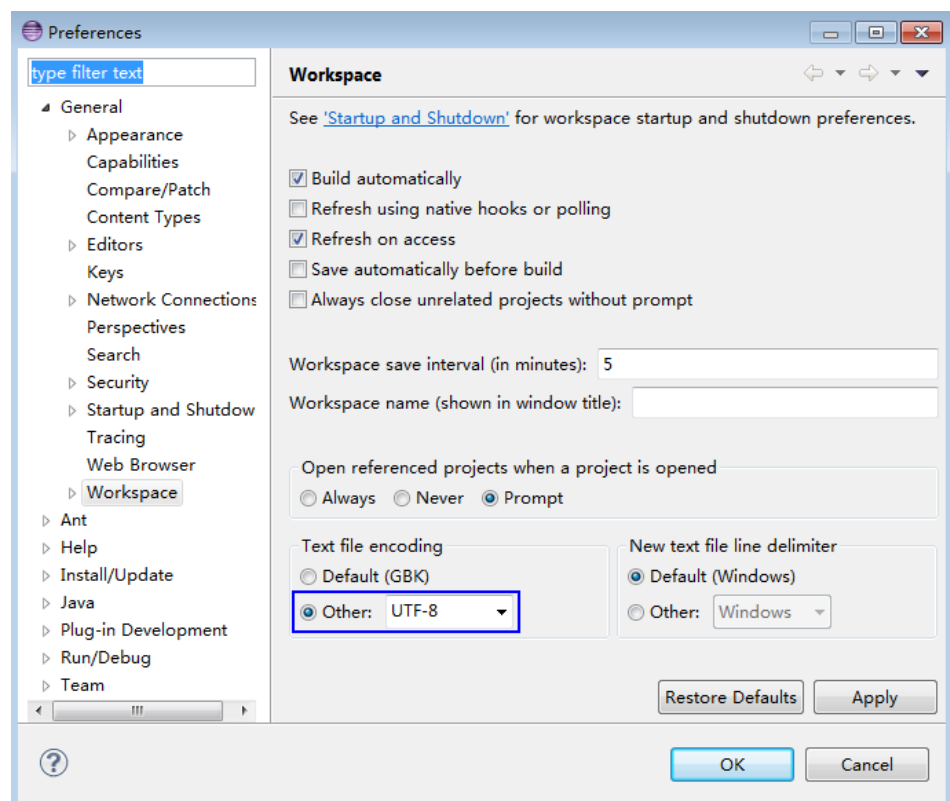 Preferences
type filter text
General
Appearance
Capabilities
Compare/Patch
Content Types
Editors
Keys
Network Connections
Perspectives
Search
Security
Startup and Shutdow
Tracing
Web Browser
Workspace
Ant
Help
Install/Update
Java
Plug-in Development
Run/Debug
Team
Workspace
See 'Startup and Shutdown' for workspace startup and shutdown preferences.
Build automatically
Refresh using native hooks or polling
Refresh on access
Save automatically before build
Always close unrelated projects without prompt
Workspace save interval (in minutes): 5
Workspace name (shown in window title):
Open referenced projects when a project is opened
Always Never Prompt
Text file encoding
Default (GBK)
Other: UTF-8
New text file line delimiter
Default (Windows)
Other: Windows
Restore Defaults Apply
? OK Cancel